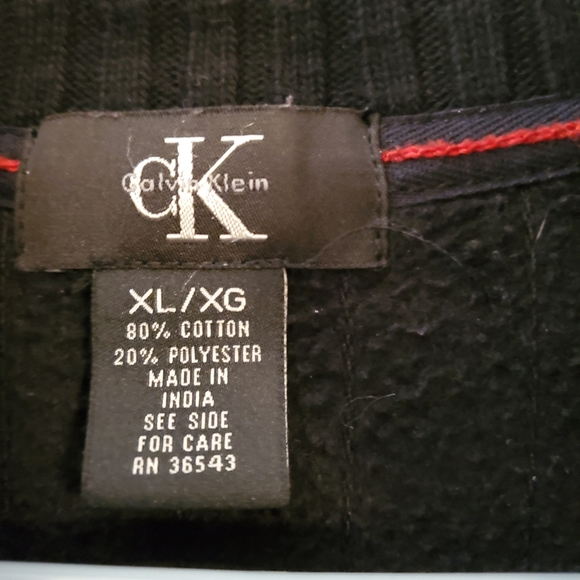 cK
Calvin Klein
XL/XG
80% COTTON
20% POLYESTER
MADE IN
INDIA
SEE SIDE
FOR CARE
RN 36543